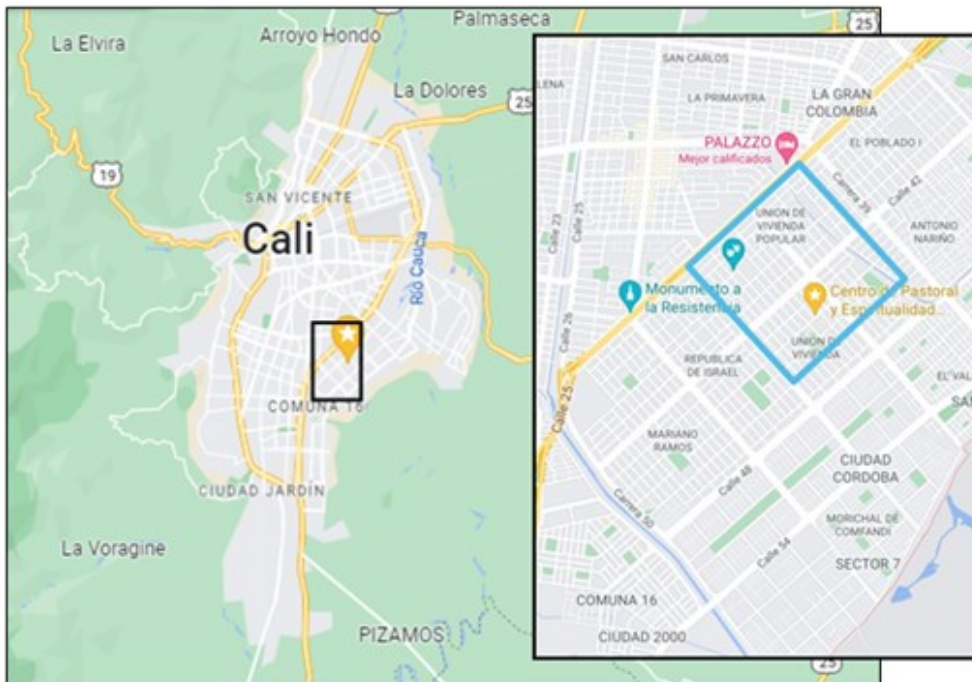 Palmaseca
25
La Elvira
Arroyo Hondo
La Dolores
25
19
SAN VICENTE
Cali
Río Cauca
COMUNA 16
CIUDAD JARDÍN
La Voragine
PIZAMOS
25
SAN CARLOS
LENA
LA PRIMAVERA
LA GRAN
COLOMBIA
PALAZZO
Mejor calificados
EL POBLADO I
Carrera 39
Calle 42
Calle 23
Calle 25
UNION DE
VIVIENDA
POPULAR
ANTONIO
NARIÑO
Monumento a
la Resistencia
Centro de Pastoral
y Espiritualidad...
Calle 26
UNION DE
VIVIENDA
REPUBLICA
DE ISRAEL
EL VAL
SAN
Calle 25
MARIANO
RAMOS
CIUDAD
CORDOBA
Calle 48
Carrera 50
MORICHAL DE
COMFANDI
Calle 54
SECTOR 7
COMUNA 16
CIUDAD 2000